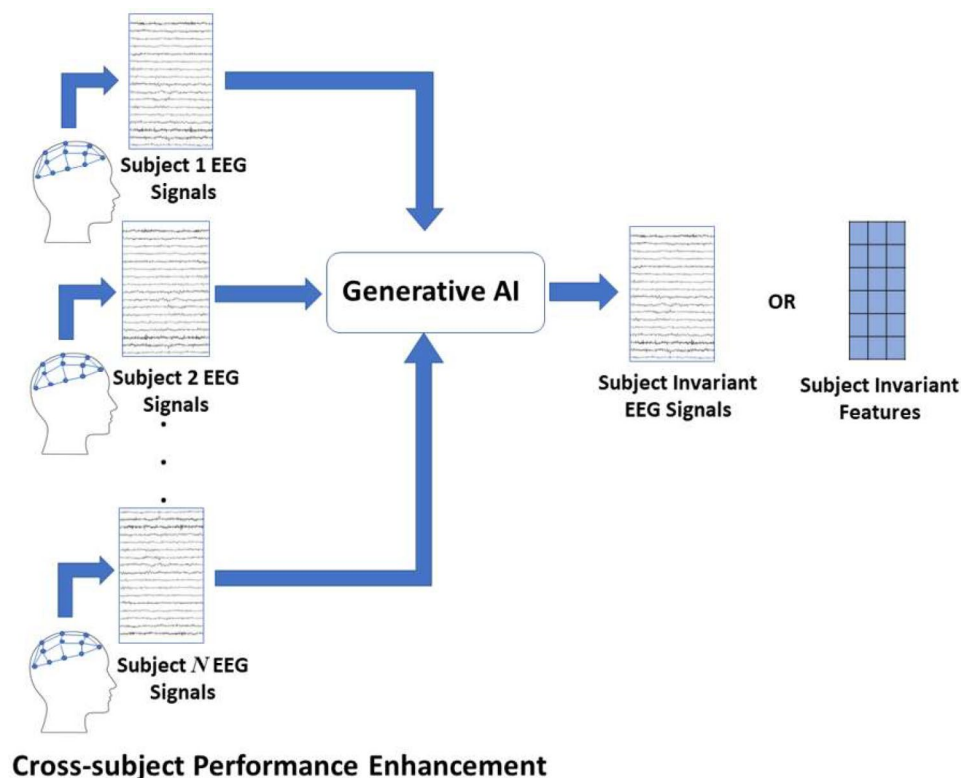 Subject 1 EEG
Signals
Subject 2 EEG
Signals
Subject N EEG
Signals
Generative AI
Subject Invariant
EEG Signals
OR
Subject Invariant
Features
Cross-subject Performance Enhancement